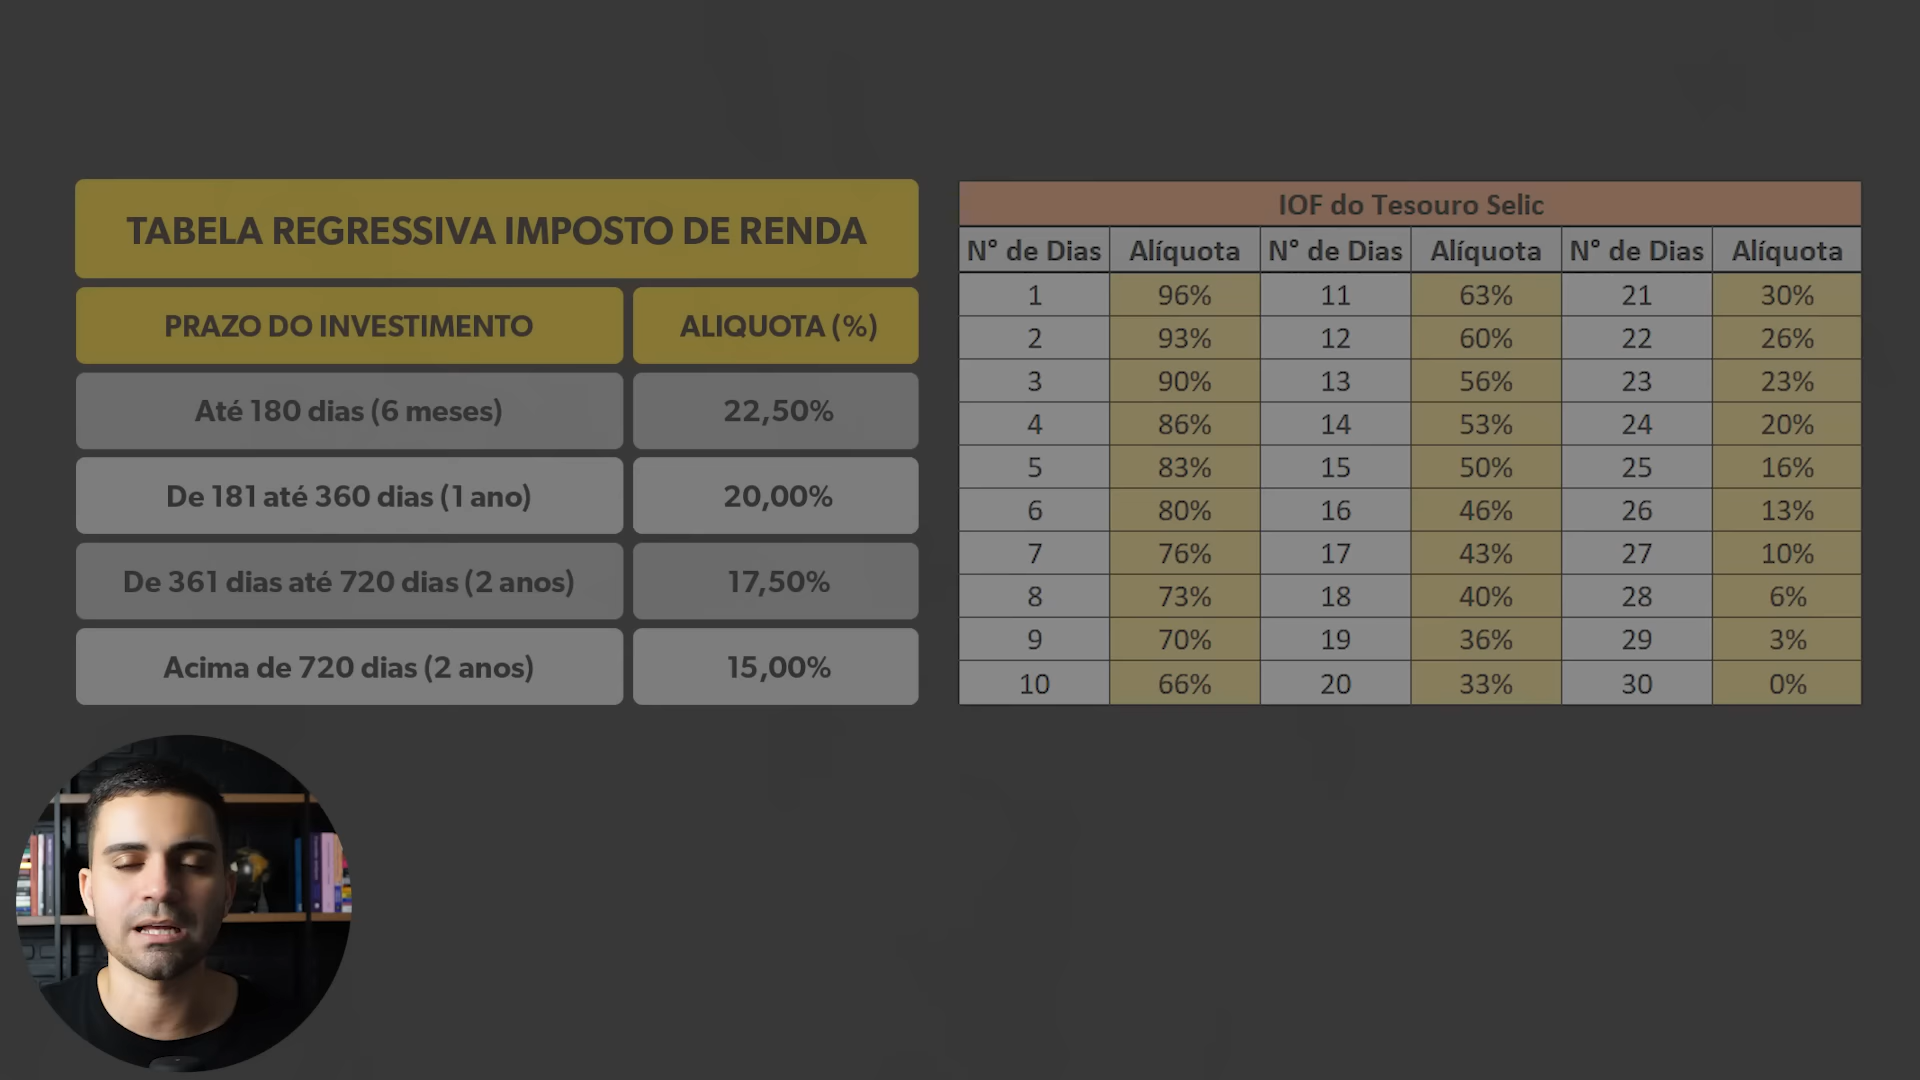 TABELA REGRESSIVA IMPOSTO DE RENDA
PRAZO DO INVESTIMENTO ALIQUOTA (%)
Até 180 dias (6 meses) 22,50%
De 181 até 360 dias (1 ano) 20,00%
De 361 dias até 720 dias (2 anos) 17,50%
Acima de 720 dias (2 anos) 15,00%
IOF do Tesouro Selic
N° de Dias Alíquota N° de Dias Alíquota N° de Dias Alíquota
1 96% 11 63% 21 30%
2 93% 12 60% 22 26%
3 90% 13 56% 23 23%
4 86% 14 53% 24 20%
5 83% 15 50% 25 16%
6 80% 16 46% 26 13%
7 76% 17 43% 27 10%
8 73% 18 40% 28 6%
9 70% 19 36% 29 3%
10 66% 20 33% 30 0%